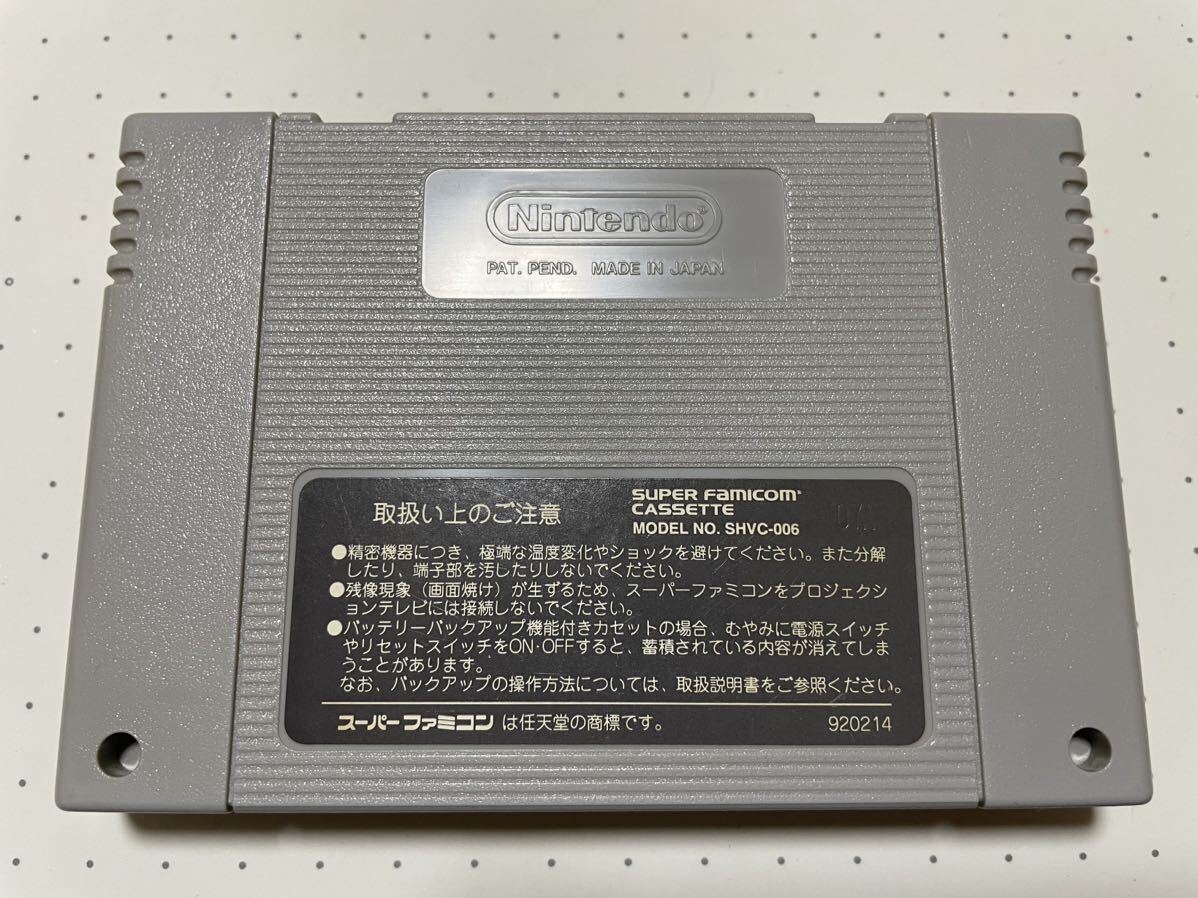 Nintendo®
PAT. PEND. MADE IN JAPAN
取扱い上のご注意
SUPER FAMICOM®
CASSETTE
MODEL NO. SHVC-006
●精密機器につき、極端な温度変化やショックを避けてください。また分解
したり、端子部を汚したりしないでください。
●残像現象（画面焼け）が生ずるため、スーパーファミコンをプロジェクシ
ョンテレビには接続しないでください。
●バッテリーバックアップ機能付きカセットの場合、むやみに電源スイッチ
やリセットスイッチをON·OFFすると、蓄積されている内容が消えてしま
うことがあります。
なお、バックアップの操作方法については、取扱説明書をご参照ください。
スーパーファミコン は任天堂の商標です。
920214